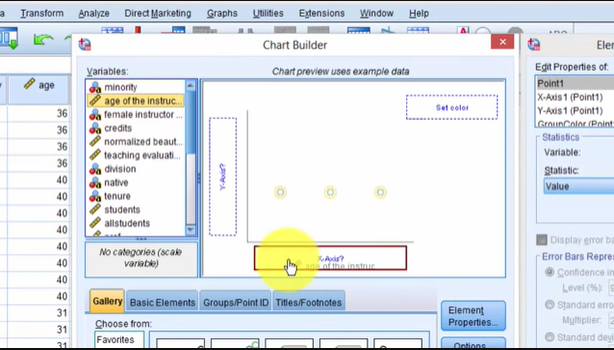 Transform Analyze Direct Marketing Graphs Utilities Extensions Window Help
Chart Builder
Variables:
Chart preview uses example data
minority
age of the instruc...
female instructor ...
credits
normalized beaut...
teaching evaluati...
division
native
tenure
students
allstudents
No categories (scale
variable)
Set color
Y-Axis?
X-Axis?
age of the instruc
Gallery Basic Elements Groups/Point ID Titles/Footnotes
Choose from:
Favorites
Element
Properties...
Options
age
36
36
36
36
40
40
40
40
40
40
40
31
31
Edit Properties of:
Point1
X-Axis1 (Point1)
Y-Axis1 (Point1)
GroupColor (Point1)
Statistics
Variable:
Statistic:
Value
Display error ba
Error Bars Repre
Confidence in
Level (%):
Standard erro
Standard dev